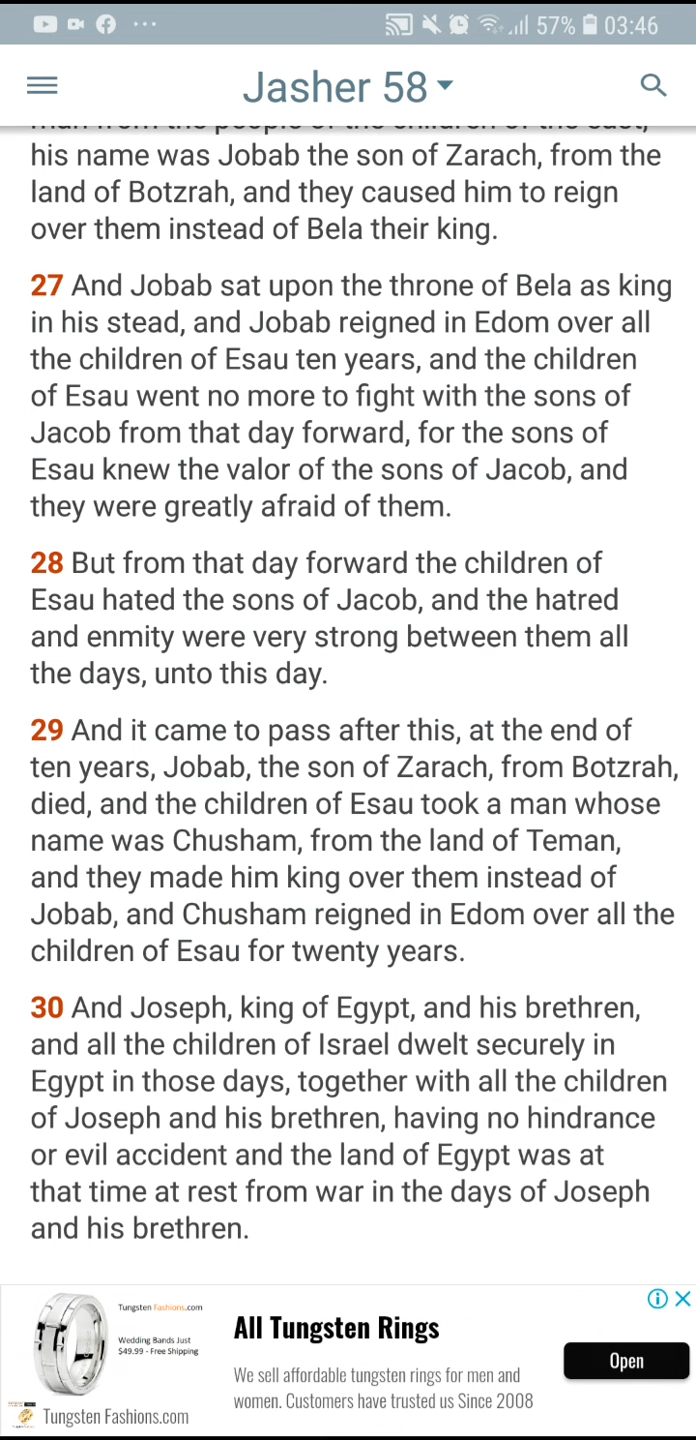 57% 03:46
Jasher 58
man from the people of the children of the east,
his name was Jobab the son of Zarach, from the
land of Botzrah, and they caused him to reign
over them instead of Bela their king.
27 And Jobab sat upon the throne of Bela as king
in his stead, and Jobab reigned in Edom over all
the children of Esau ten years, and the children
of Esau went no more to fight with the sons of
Jacob from that day forward, for the sons of
Esau knew the valor of the sons of Jacob, and
they were greatly afraid of them.
28 But from that day forward the children of
Esau hated the sons of Jacob, and the hatred
and enmity were very strong between them all
the days, unto this day.
29 And it came to pass after this, at the end of
ten years, Jobab, the son of Zarach, from Botzrah,
died, and the children of Esau took a man whose
name was Chusham, from the land of Teman,
and they made him king over them instead of
Jobab, and Chusham reigned in Edom over all the
children of Esau for twenty years.
30 And Joseph, king of Egypt, and his brethren,
and all the children of Israel dwelt securely in
Egypt in those days, together with all the children
of Joseph and his brethren, having no hindrance
or evil accident and the land of Egypt was at
that time at rest from war in the days of Joseph
and his brethren.
Tungsten Fashions.com
Wedding Bands Just
$49.99 - Free Shipping
Tungsten Fashions.com
All Tungsten Rings
We sell affordable tungsten rings for men and
women. Customers have trusted us Since 2008
Open